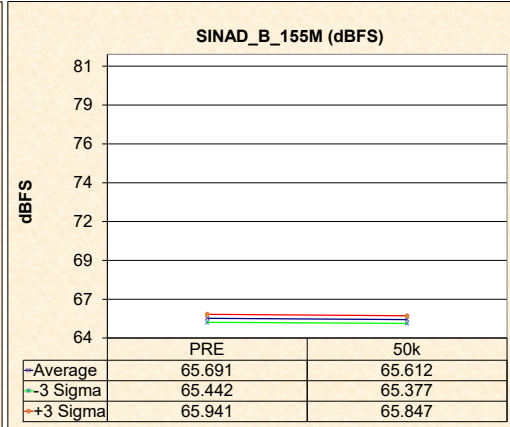 SINAD_B_155M (dBFS)
81
79
76
74
72
69
67
64
dBFS
PRE 50k
Average 65.691 65.612
-3 Sigma 65.442 65.377
+3 Sigma 65.941 65.847